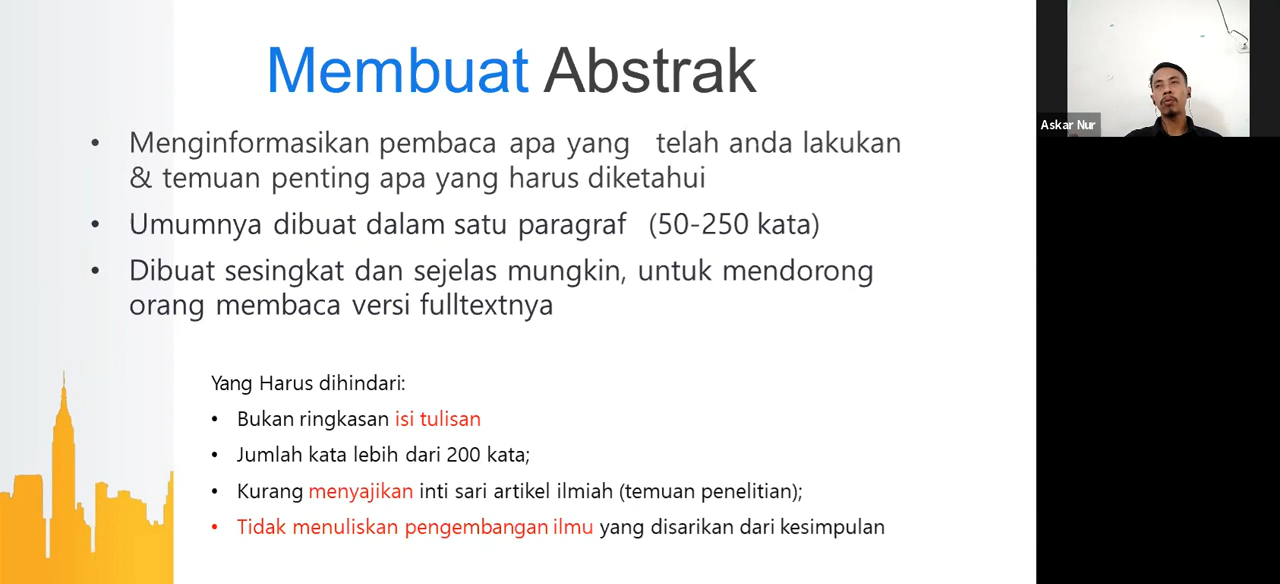 Membuat Abstrak
• Menginformasikan pembaca apa yang telah anda lakukan
& temuan penting apa yang harus diketahui
• Umumnya dibuat dalam satu paragraf (50-250 kata)
• Dibuat sesingkat dan sejelas mungkin, untuk mendorong
orang membaca versi fulltextnya
Yang Harus dihindari:
• Bukan ringkasan isi tulisan
• Jumlah kata lebih dari 200 kata;
• Kurang menyajikan inti sari artikel ilmiah (temuan penelitian);
• Tidak menuliskan pengembangan ilmu yang disarikan dari kesimpulan
Askar Nur